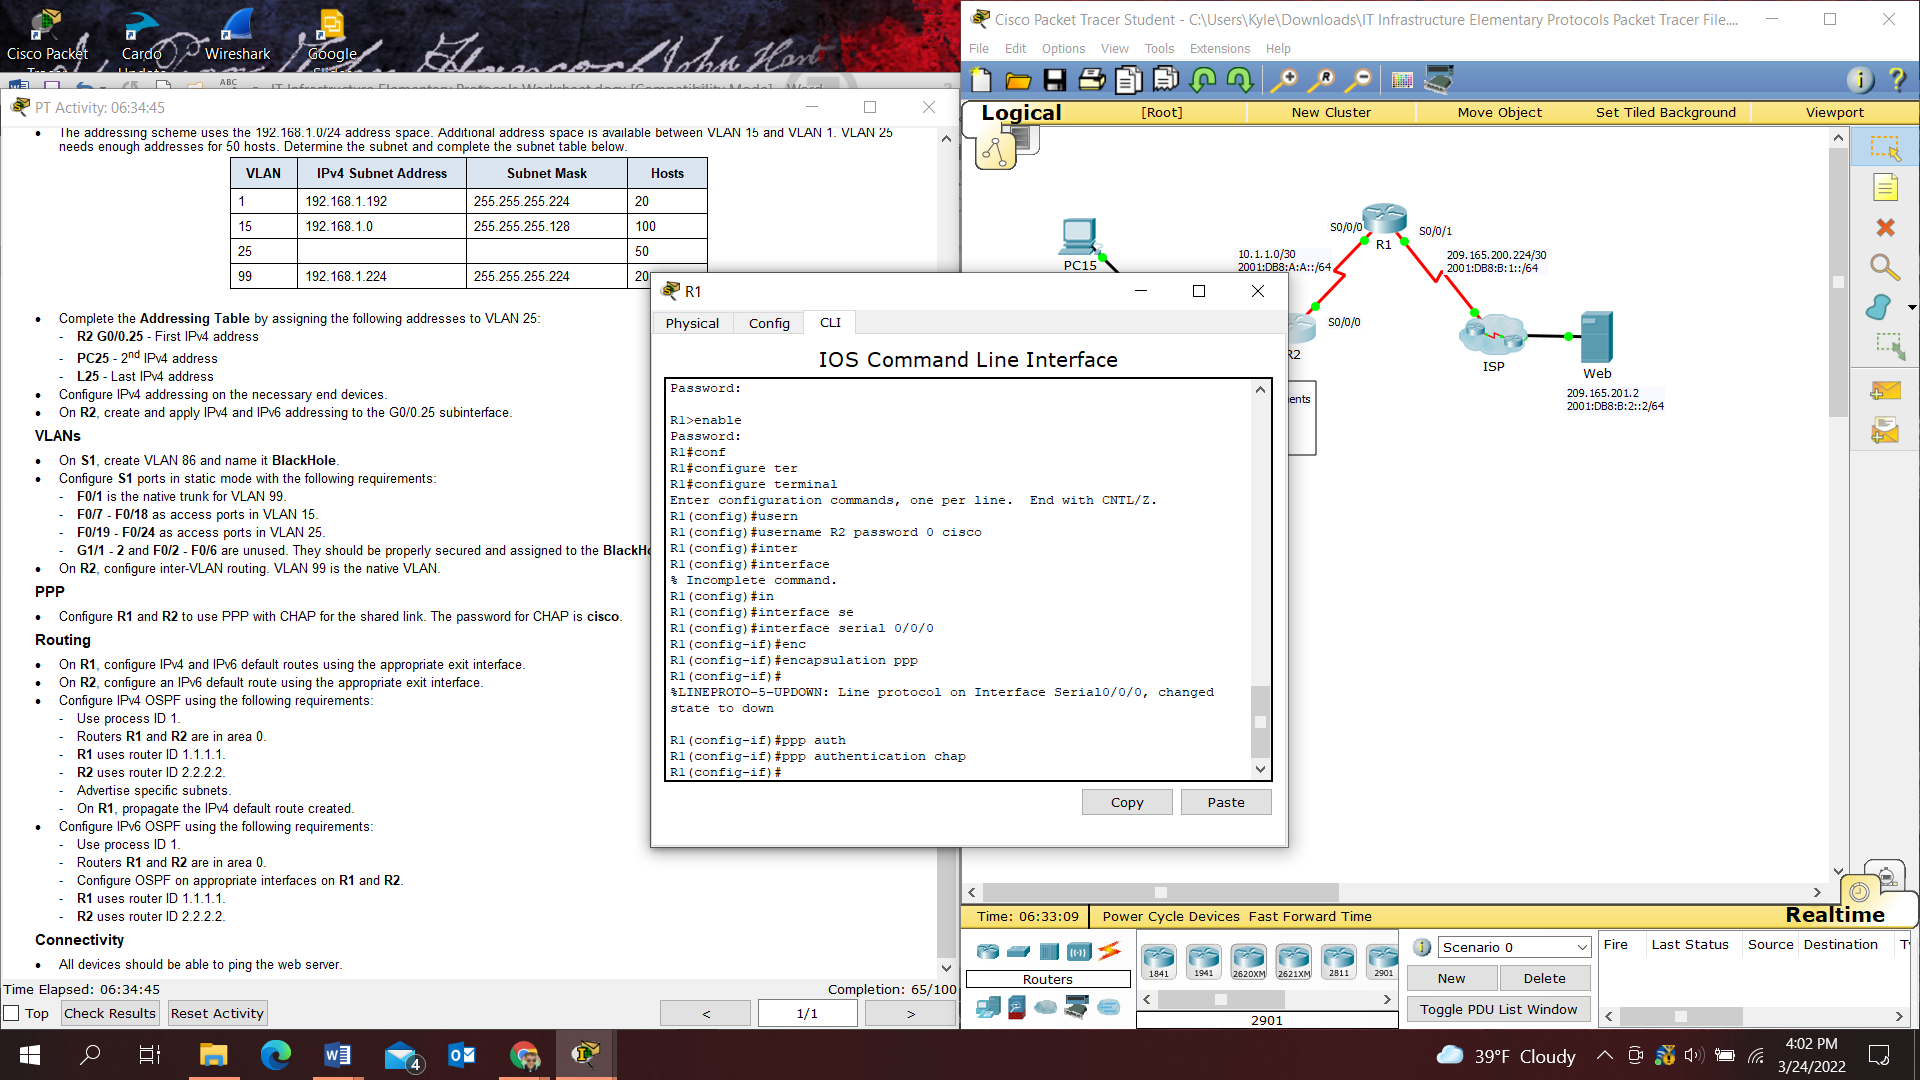 Cisco Packet
Cardo
Wireshark
Google
Cisco Packet Tracer Student - C:\Users\Kyle\Downloads\IT Infrastructure Elementary Protocols Packet Tracer File....
File Edit Options View Tools Extensions Help
Logical [Root] New Cluster Move Object Set Tiled Background Viewport
PT Activity: 06:34:45
• The addressing scheme uses the 192.168.1.0/24 address space. Additional address space is available between VLAN 15 and VLAN 1. VLAN 25
needs enough addresses for 50 hosts. Determine the subnet and complete the subnet table below.
VLAN IPv4 Subnet Address Subnet Mask Hosts
1 192.168.1.192 255.255.255.224 20
15 192.168.1.0 255.255.255.128 100
25 50
99 192.168.1.224 255.255.255.224 20
• Complete the Addressing Table by assigning the following addresses to VLAN 25:
- R2 G0/0.25 - First IPv4 address
- PC25 - 2nd IPv4 address
- L25 - Last IPv4 address
• Configure IPv4 addressing on the necessary end devices.
• On R2, create and apply IPv4 and IPv6 addressing to the G0/0.25 subinterface.
VLANs
• On S1, create VLAN 86 and name it BlackHole.
• Configure S1 ports in static mode with the following requirements:
- F0/1 is the native trunk for VLAN 99.
- F0/7 - F0/18 as access ports in VLAN 15.
- F0/19 - F0/24 as access ports in VLAN 25.
- G1/1 - 2 and F0/2 - F0/6 are unused. They should be properly secured and assigned to the BlackHo
• On R2, configure inter-VLAN routing. VLAN 99 is the native VLAN.
PPP
• Configure R1 and R2 to use PPP with CHAP for the shared link. The password for CHAP is cisco.
Routing
• On R1, configure IPv4 and IPv6 default routes using the appropriate exit interface.
• On R2, configure an IPv6 default route using the appropriate exit interface.
• Configure IPv4 OSPF using the following requirements:
- Use process ID 1.
- Routers R1 and R2 are in area 0.
- R1 uses router ID 1.1.1.1.
- R2 uses router ID 2.2.2.2.
- Advertise specific subnets.
- On R1, propagate the IPv4 default route created.
• Configure IPv6 OSPF using the following requirements:
- Use process ID 1.
- Routers R1 and R2 are in area 0.
- Configure OSPF on appropriate interfaces on R1 and R2.
- R1 uses router ID 1.1.1.1.
- R2 uses router ID 2.2.2.2.
Connectivity
• All devices should be able to ping the web server.
Time Elapsed: 06:34:45 Completion: 65/100
Top Check Results Reset Activity < 1/1 >
PC15
S0/0/0
R1
S0/0/1
10.1.1.0/30
2001:DB8:A:A::/64
209.165.200.224/30
2001:DB8:B:1::/64
S0/0/0
R2
ISP
Web
209.165.201.2
2001:DB8:B:2::2/64
ents
R1
Physical Config CLI
IOS Command Line Interface
Password:
R1>enable
Password:
R1#conf
R1#configure ter
R1#configure terminal
Enter configuration commands, one per line. End with CNTL/Z.
R1(config)#usern
R1(config)#username R2 password 0 cisco
R1(config)#inter
R1(config)#interface
% Incomplete command.
R1(config)#in
R1(config)#interface se
R1(config)#interface serial 0/0/0
R1(config-if)#enc
R1(config-if)#encapsulation ppp
R1(config-if)#
%LINEPROTO-5-UPDOWN: Line protocol on Interface Serial0/0/0, changed
state to down
R1(config-if)#ppp auth
R1(config-if)#ppp authentication chap
R1(config-if)#
Copy Paste
Time: 06:33:09 Power Cycle Devices Fast Forward Time
Realtime
Routers
1841 1941 2620XM 2621XM 2811 2901
2901
Scenario 0
New Delete
Toggle PDU List Window
Fire Last Status Source Destination
4
39°F Cloudy
4:02 PM
3/24/2022